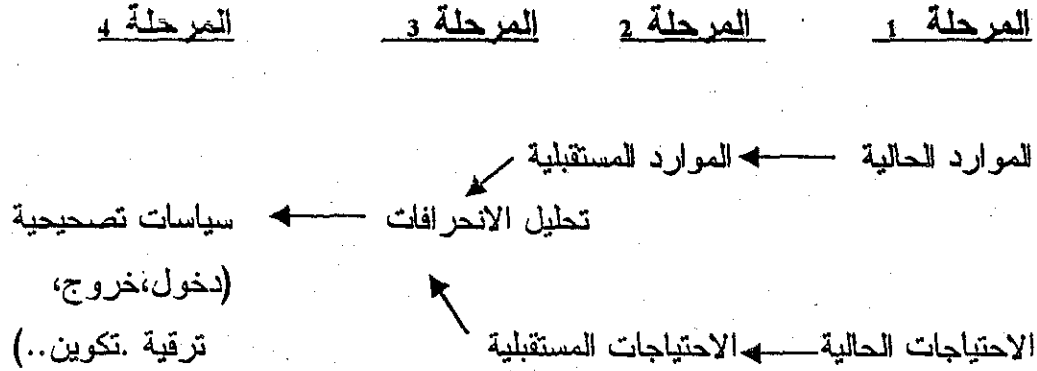 المرحلة 1 المرحلة 2 المرحلة 3 المرحلة 4
الموارد الحالية الموارد المستقبلية
تحليل الانحرافات سياسات تصحيحية
(دخول،خروج،
الاحتياجات الحالية الاحتياجات المستقبلية ترقية .تكوين..)